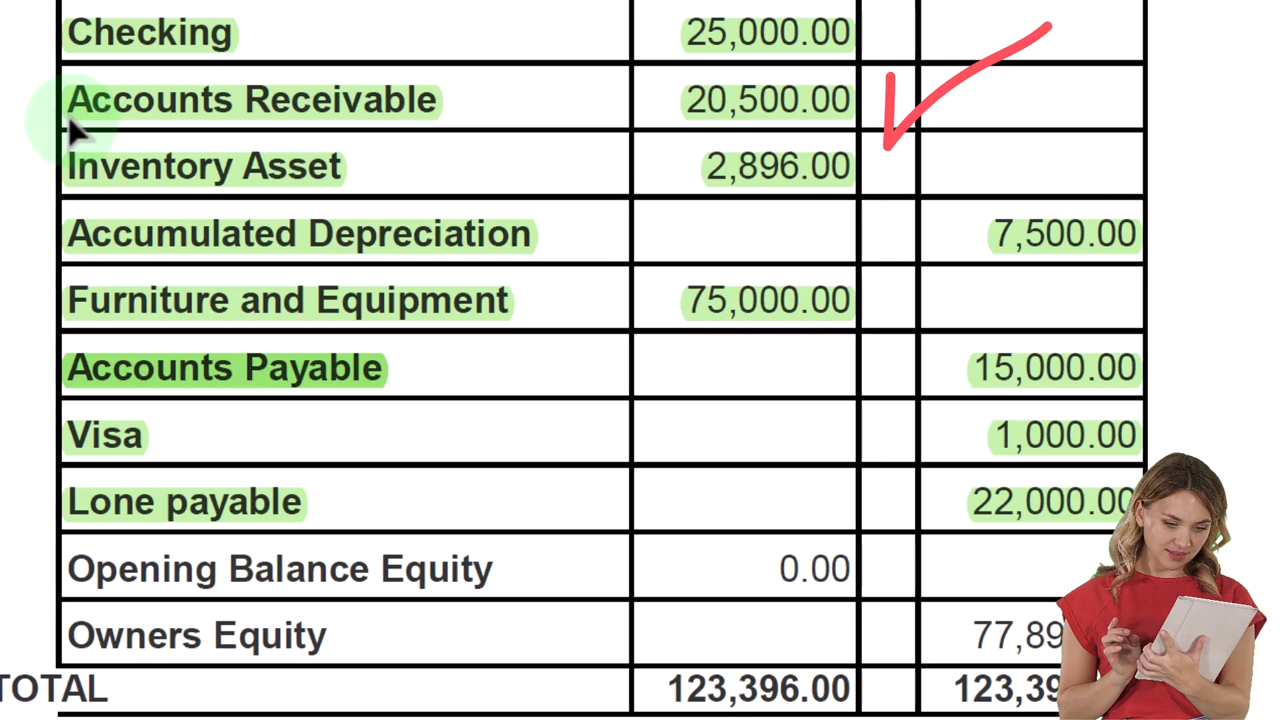 Checking 25,000.00
Accounts Receivable 20,500.00
Inventory Asset 2,896.00
Accumulated Depreciation 7,500.00
Furniture and Equipment 75,000.00
Accounts Payable 15,000.00
Visa 1,000.00
Lone payable 22,000.00
Opening Balance Equity 0.00
Owners Equity
TOTAL 123,396.00